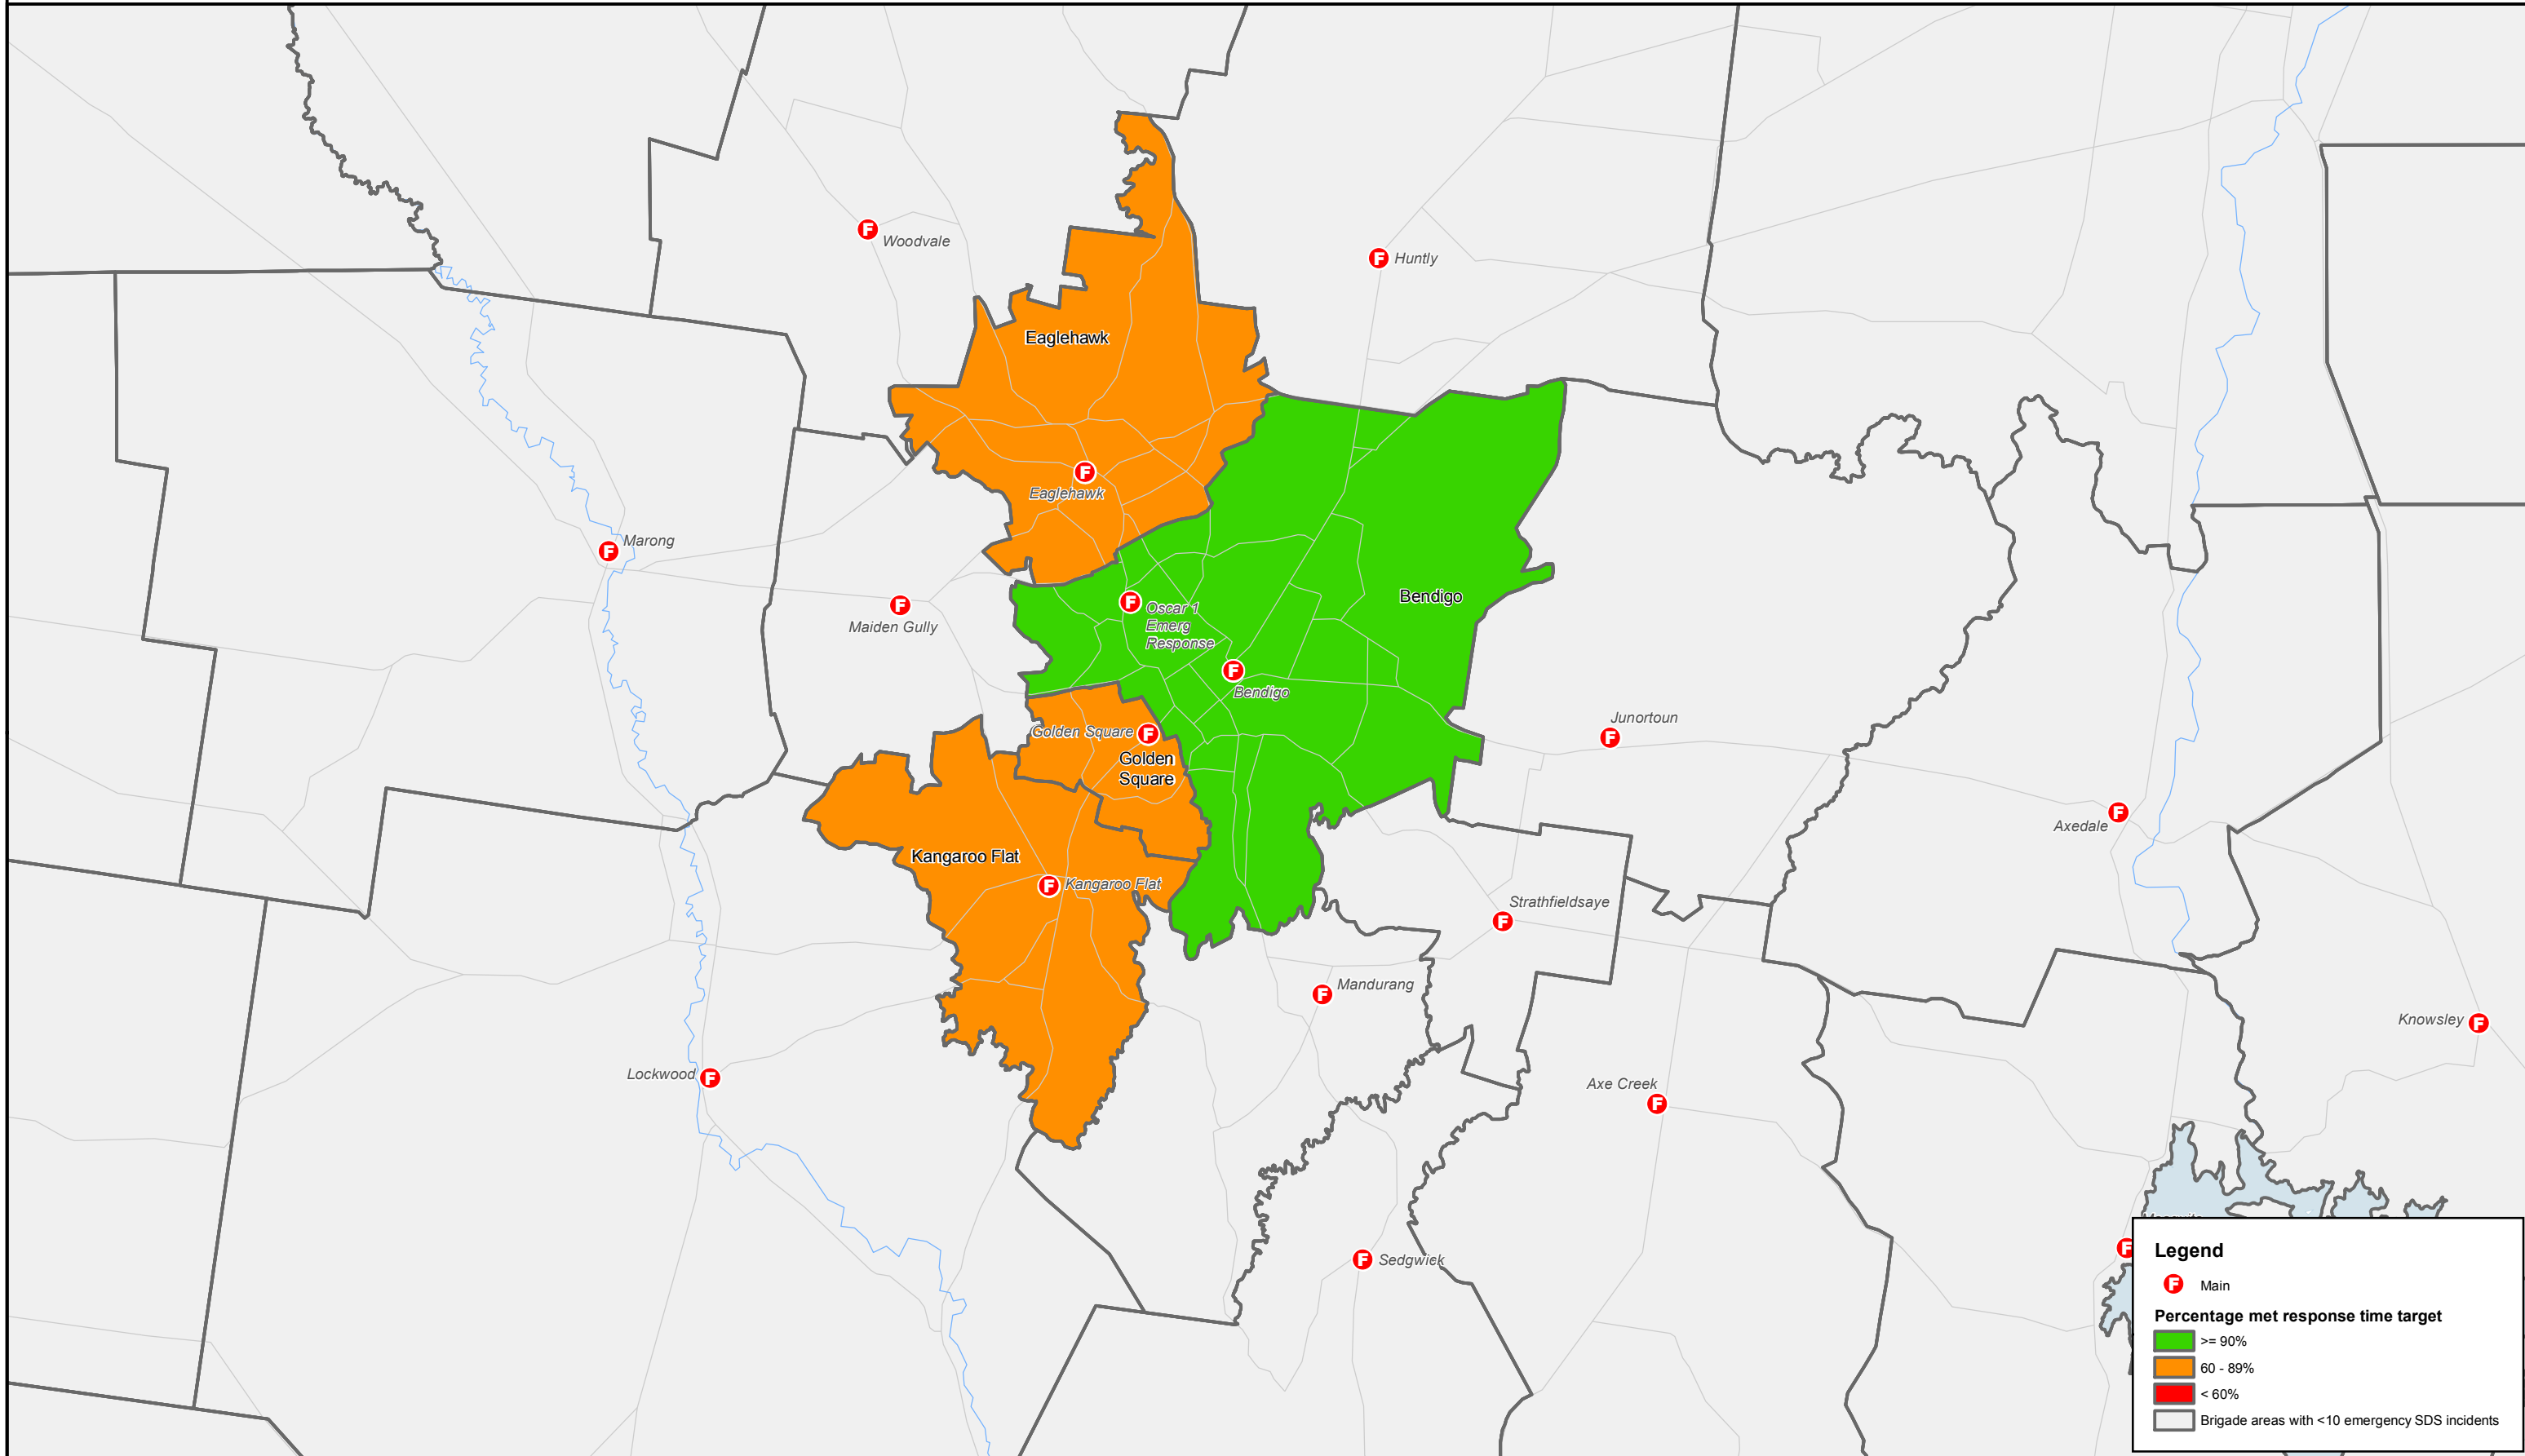 Woodvale
Huntly
Eaglehawk
Eaglehawk
Marong
Maiden Gully
Oscar 1
Emerg
Response
Bendigo
Bendigo
Junortoun
Golden Square
Golden
Square
Axedale
Kangaroo Flat
Kangaroo Flat
Strathfieldsaye
Mandurang
Knowsley
Lockwood
Axe Creek
Sedgwick
Legend
F Main
Percentage met response time target
>= 90%
60 - 89%
< 60%
Brigade areas with <10 emergency SDS incidents